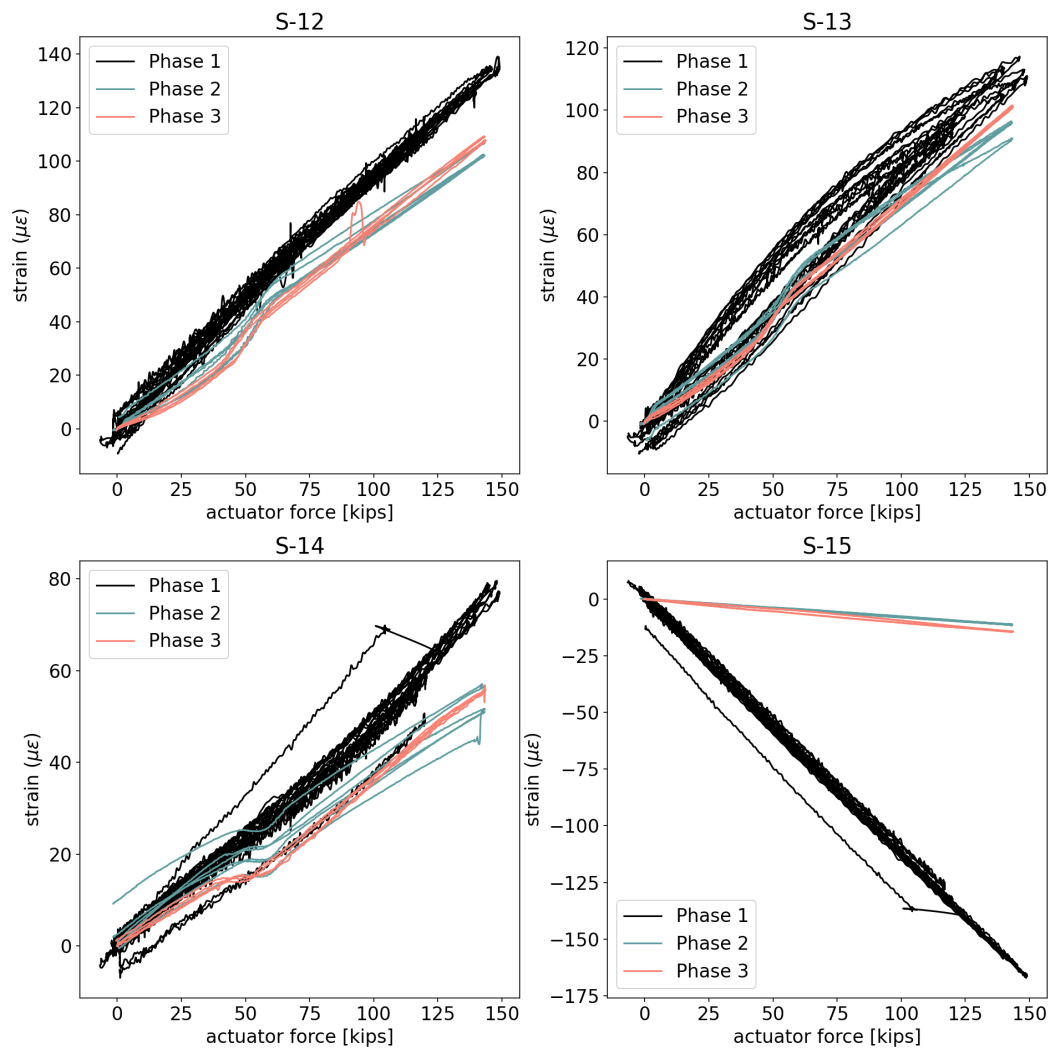 S-12
140
120
100
80
60
40
20
0
strain (με)
Phase 1
Phase 2
Phase 3
0 25 50 75 100 125 150
actuator force [kips]
S-13
120
100
80
60
40
20
0
strain (με)
Phase 1
Phase 2
Phase 3
0 25 50 75 100 125 150
actuator force [kips]
S-14
80
60
40
20
0
strain (με)
Phase 1
Phase 2
Phase 3
0 25 50 75 100 125 150
actuator force [kips]
S-15
0
−25
−50
−75
−100
−125
−150
−175
strain (με)
Phase 1
Phase 2
Phase 3
0 25 50 75 100 125 150
actuator force [kips]